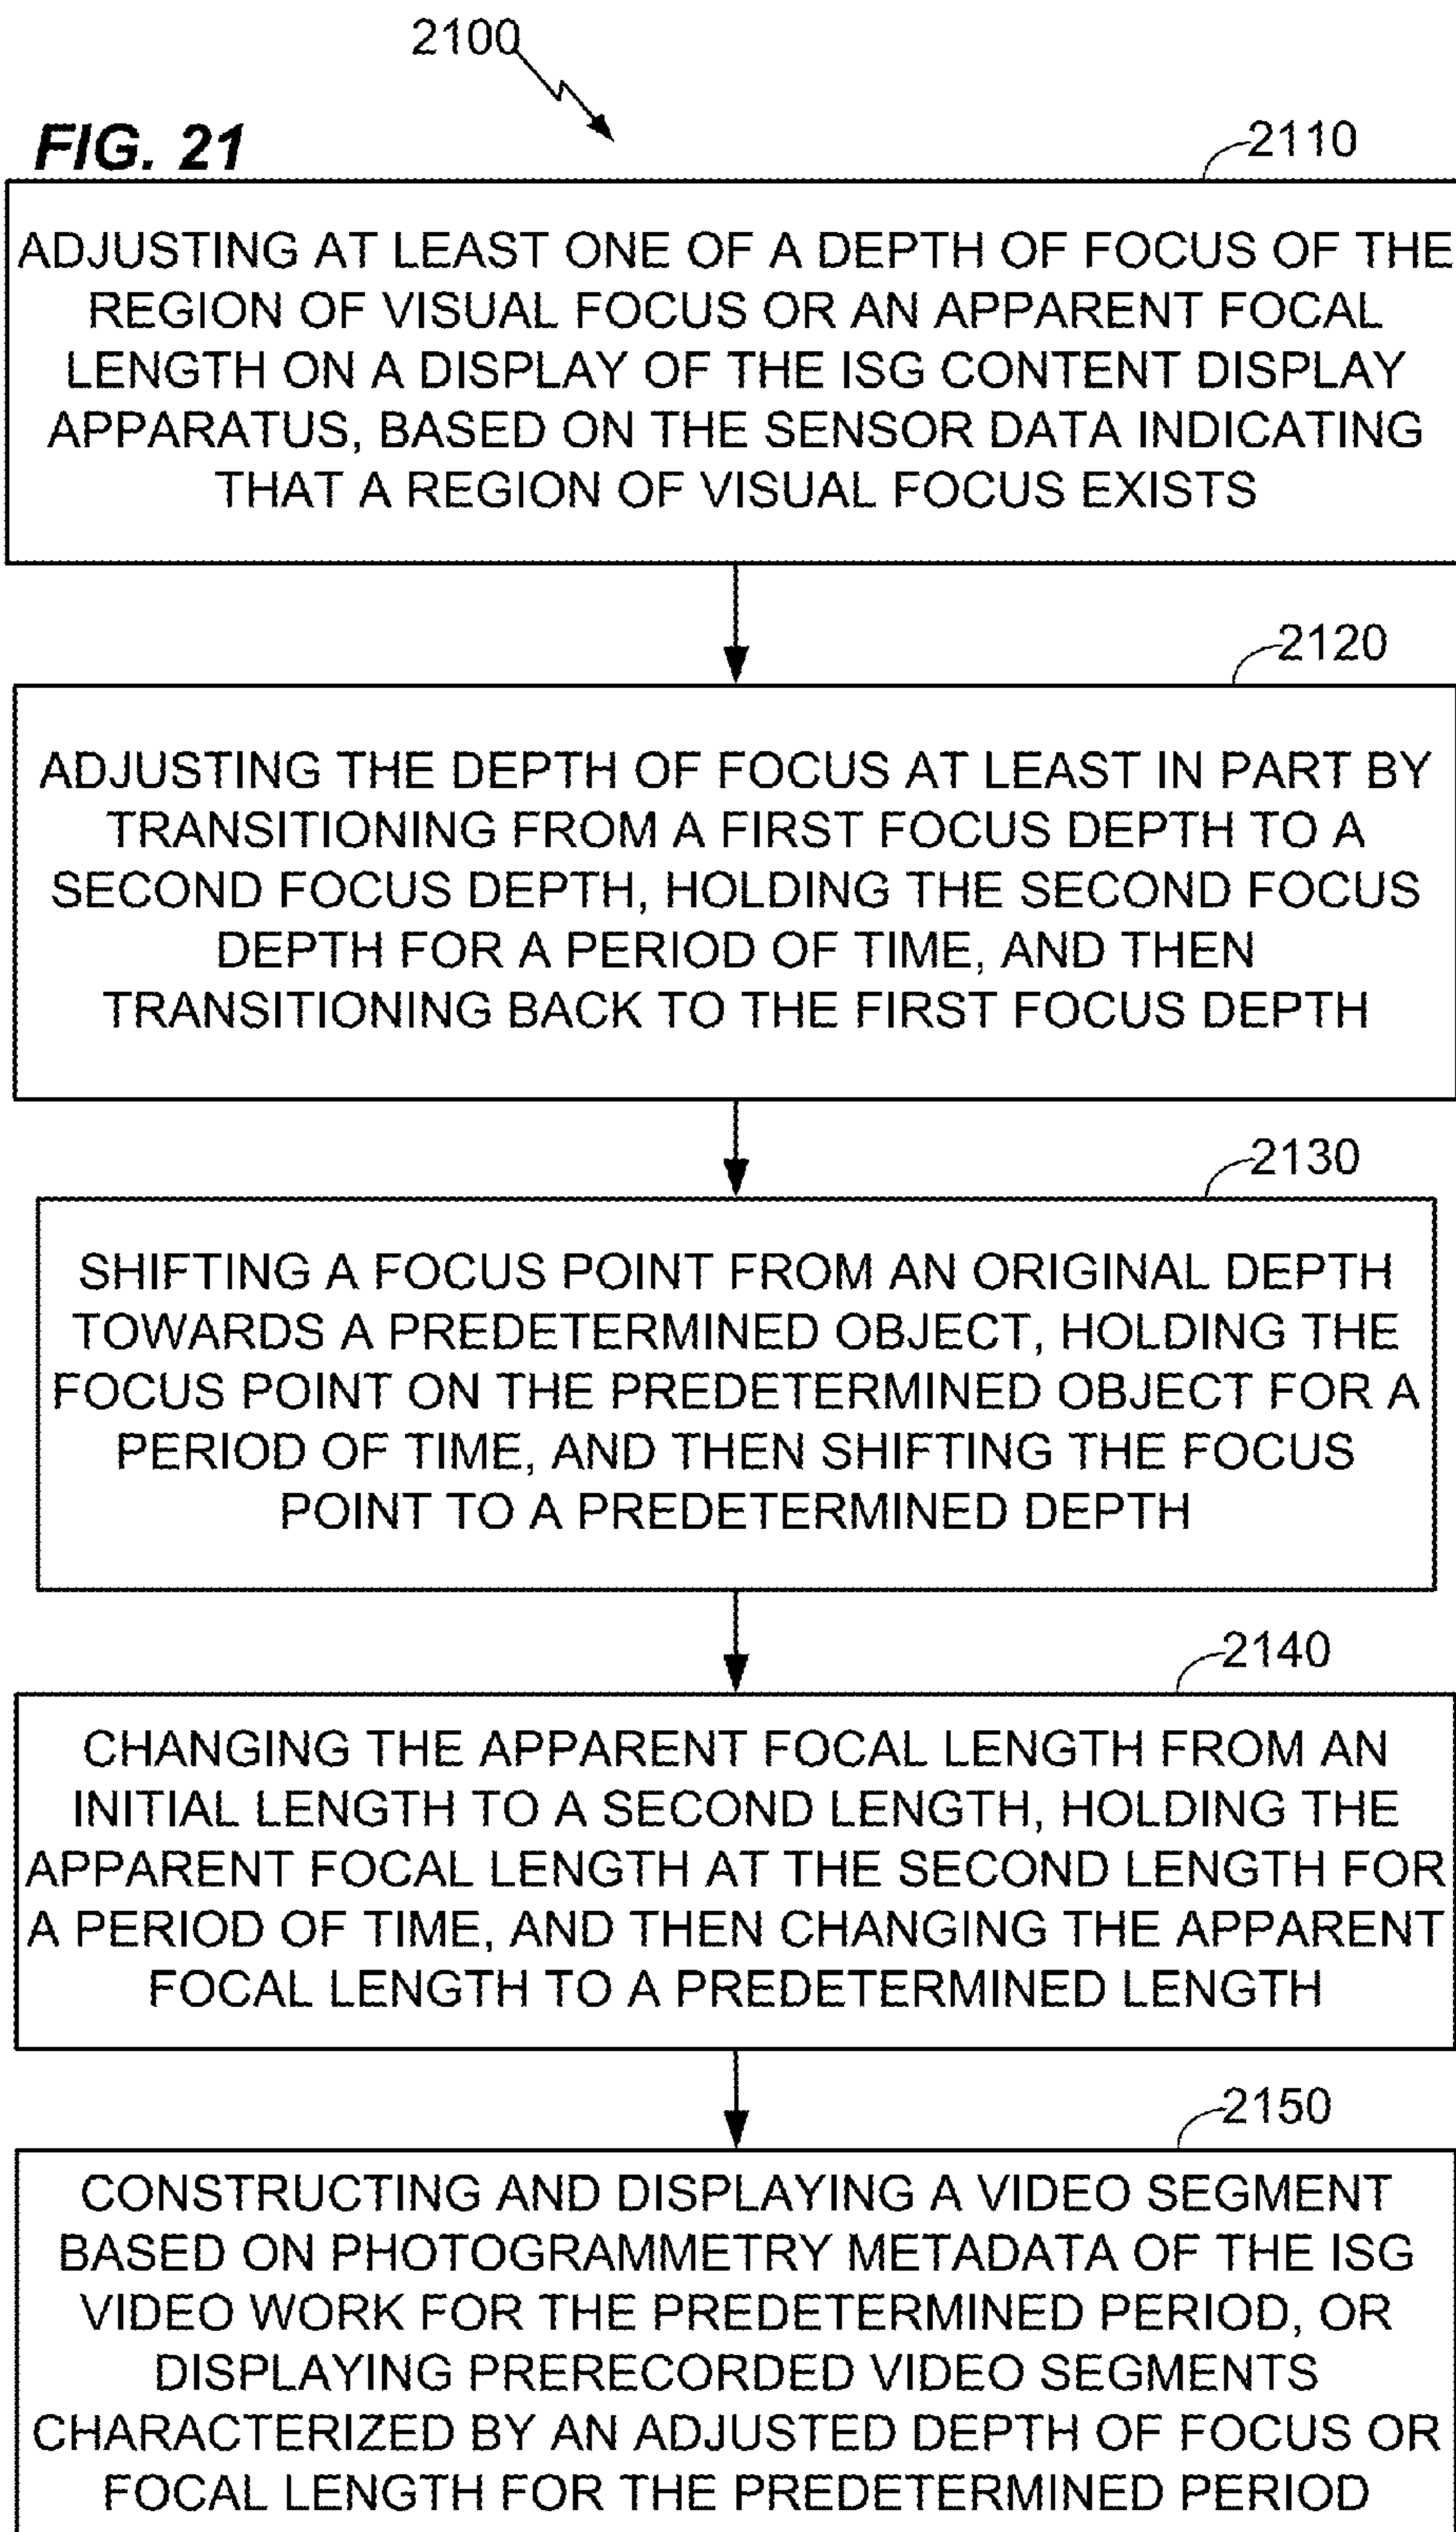 2100
FIG. 21
2110
ADJUSTING AT LEAST ONE OF A DEPTH OF FOCUS OF THE
REGION OF VISUAL FOCUS OR AN APPARENT FOCAL
LENGTH ON A DISPLAY OF THE ISG CONTENT DISPLAY
APPARATUS, BASED ON THE SENSOR DATA INDICATING
THAT A REGION OF VISUAL FOCUS EXISTS
2120
ADJUSTING THE DEPTH OF FOCUS AT LEAST IN PART BY
TRANSITIONING FROM A FIRST FOCUS DEPTH TO A
SECOND FOCUS DEPTH, HOLDING THE SECOND FOCUS
DEPTH FOR A PERIOD OF TIME, AND THEN
TRANSITIONING BACK TO THE FIRST FOCUS DEPTH
2130
SHIFTING A FOCUS POINT FROM AN ORIGINAL DEPTH
TOWARDS A PREDETERMINED OBJECT, HOLDING THE
FOCUS POINT ON THE PREDETERMINED OBJECT FOR A
PERIOD OF TIME, AND THEN SHIFTING THE FOCUS
POINT TO A PREDETERMINED DEPTH
2140
CHANGING THE APPARENT FOCAL LENGTH FROM AN
INITIAL LENGTH TO A SECOND LENGTH, HOLDING THE
APPARENT FOCAL LENGTH AT THE SECOND LENGTH FOR
A PERIOD OF TIME, AND THEN CHANGING THE APPARENT
FOCAL LENGTH TO A PREDETERMINED LENGTH
2150
CONSTRUCTING AND DISPLAYING A VIDEO SEGMENT
BASED ON PHOTOGRAMMETRY METADATA OF THE ISG
VIDEO WORK FOR THE PREDETERMINED PERIOD, OR
DISPLAYING PRERECORDED VIDEO SEGMENTS
CHARACTERIZED BY AN ADJUSTED DEPTH OF FOCUS OR
FOCAL LENGTH FOR THE PREDETERMINED PERIOD